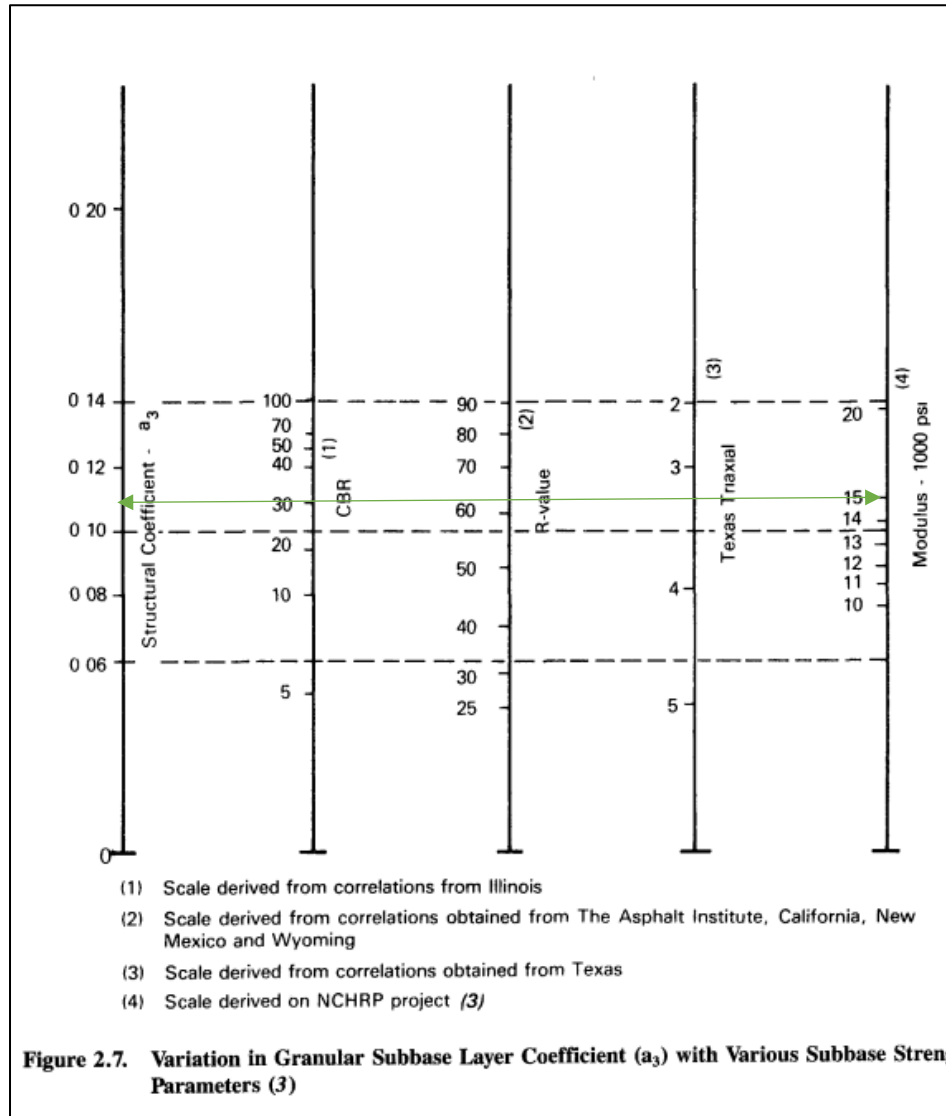 0 20
(3)
(4)
0 14
100
90
(2)
2
20
a3
70
80
50
(1)
0 12
40
70
3
Structural Coefficient -
CBR
R-value
Texas Triaxial
Modulus - 1000 psi
30
60
15
14
0 10
20
13
50
12
11
0 08
10
4
10
40
0 06
30
5
25
5
0
(1) Scale derived from correlations from Illinois
(2) Scale derived from correlations obtained from The Asphalt Institute, California, New
Mexico and Wyoming
(3) Scale derived from correlations obtained from Texas
(4) Scale derived on NCHRP project (3)
Figure 2.7. Variation in Granular Subbase Layer Coefficient (a3) with Various Subbase Stren
Parameters (3)